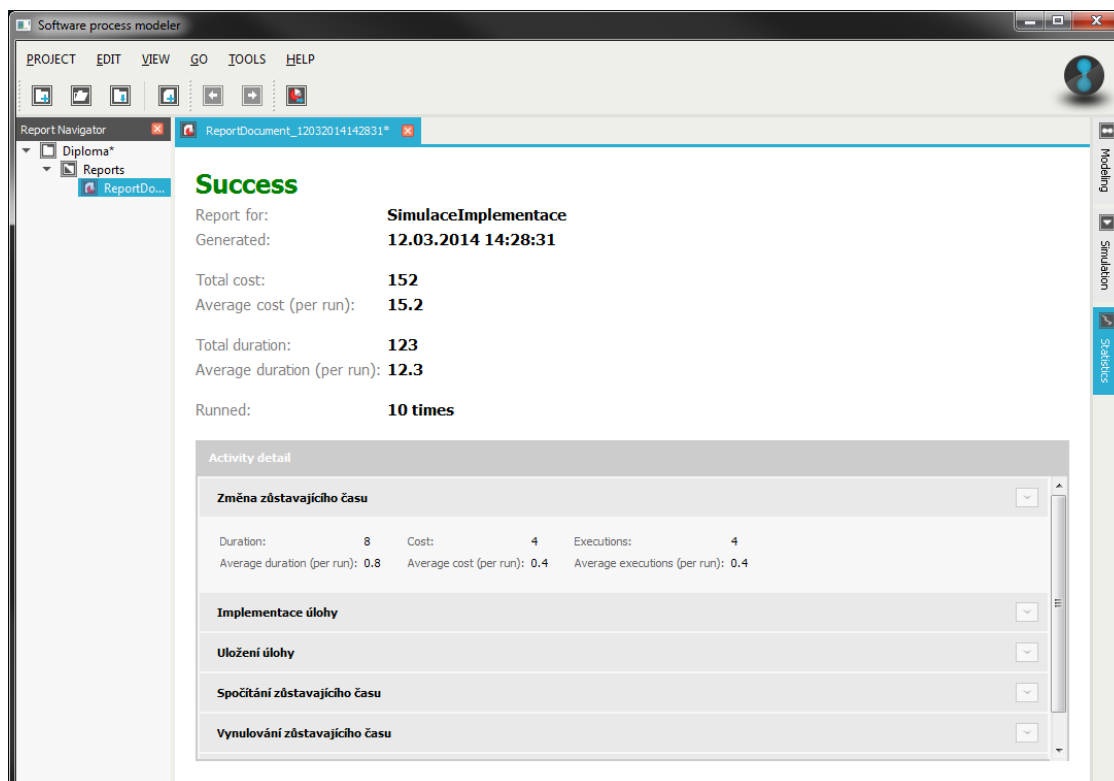 Software process modeler
PROJECT EDIT VIEW GO TOOLS HELP
Report Navigator
Diploma*
Reports
ReportDo...
ReportDocument_12032014142831*
Success
Report for: SimulaceImplementace
Generated: 12.03.2014 14:28:31
Total cost: 152
Average cost (per run): 15.2
Total duration: 123
Average duration (per run): 12.3
Runned: 10 times
Activity detail
Změna zůstavajícího času
Duration: 8 Cost: 4 Executions: 4
Average duration (per run): 0.8 Average cost (per run): 0.4 Average executions (per run): 0.4
Implementace úlohy
Uložení úlohy
Spočítání zůstavajícího času
Vynulování zůstavajícího času
Modeling
Simulation
Statistics